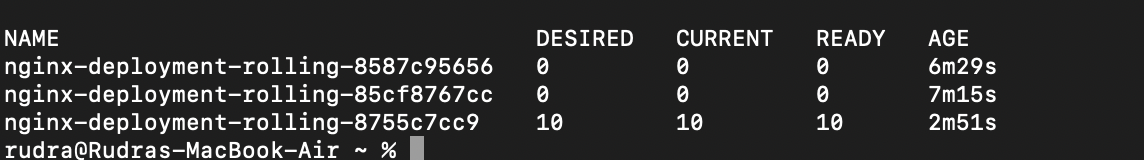 NAME DESIRED CURRENT READY AGE
nginx-deployment-rolling-8587c95656 0 0 0 6m29s
nginx-deployment-rolling-85cf8767cc 0 0 0 7m15s
nginx-deployment-rolling-8755c7cc9 10 10 10 2m51s
rudra@Rudras-MacBook-Air ~ %